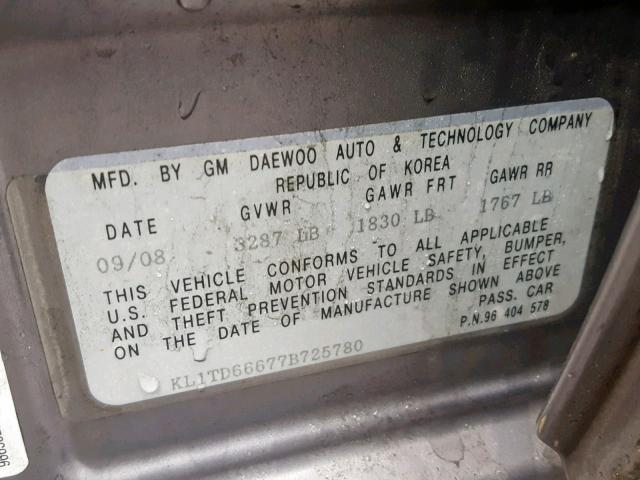 MFD. BY GM DAEWOO AUTO & TECHNOLOGY COMPANY
REPUBLIC OF KOREA
DATE GVWR GAWR FRT GAWR RR
09/08 3287 LB 1830 LB 1767 LB
THIS VEHICLE CONFORMS TO ALL APPLICABLE
U.S. FEDERAL MOTOR VEHICLE SAFETY, BUMPER,
AND THEFT PREVENTION STANDARDS IN EFFECT
ON THE DATE OF MANUFACTURE SHOWN ABOVE
PASS. CAR
P.N.96 404 578
KL1TD66677B725780